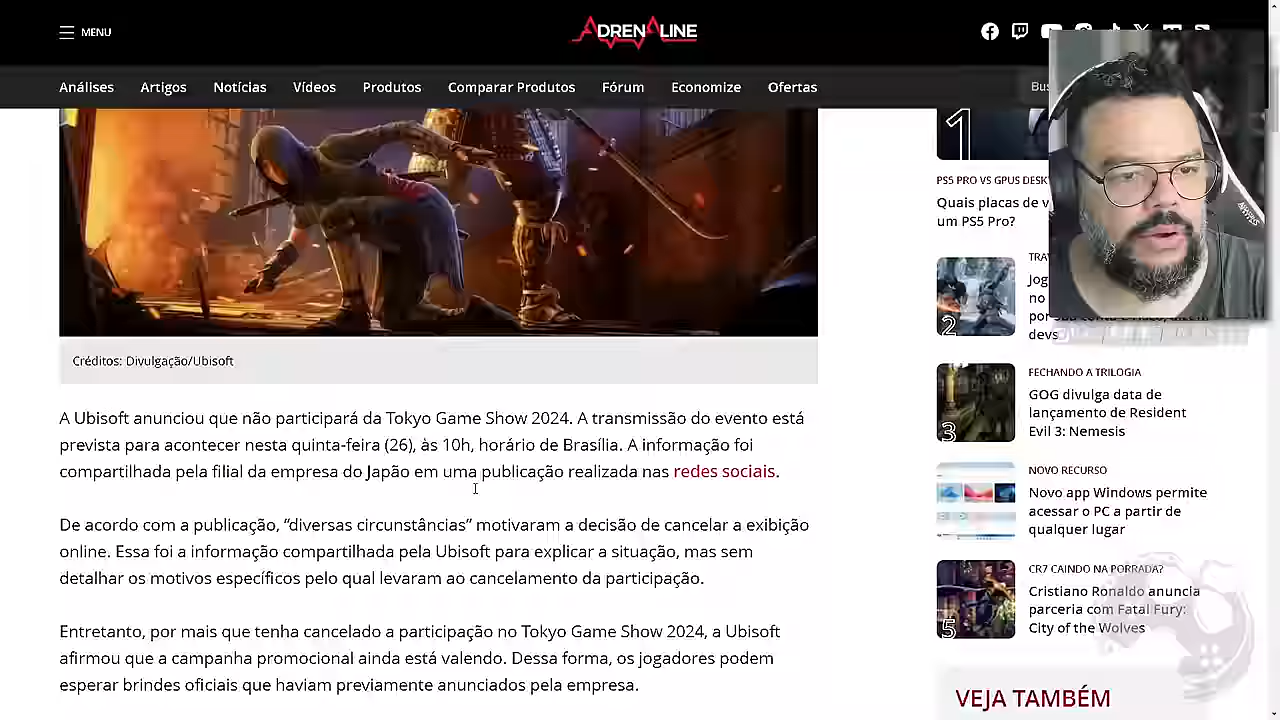 MENU
ADRENALINE
Análises Artigos Notícias Vídeos Produtos Comparar Produtos Fórum Economize Ofertas
Créditos: Divulgação/Ubisoft
A Ubisoft anunciou que não participará da Tokyo Game Show 2024. A transmissão do evento está
prevista para acontecer nesta quinta-feira (26), às 10h, horário de Brasília. A informação foi
compartilhada pela filial da empresa do Japão em uma publicação realizada nas redes sociais.
De acordo com a publicação, “diversas circunstâncias” motivaram a decisão de cancelar a exibição
online. Essa foi a informação compartilhada pela Ubisoft para explicar a situação, mas sem
detalhar os motivos específicos pelo qual levaram ao cancelamento da participação.
Entretanto, por mais que tenha cancelado a participação no Tokyo Game Show 2024, a Ubisoft
afirmou que a campanha promocional ainda está valendo. Dessa forma, os jogadores podem
esperar brindes oficiais que haviam previamente anunciados pela empresa.
1
PS5 PRO VS GPUS
Quais placas de
um PS5 Pro?
2
no
por
devs
3
FECHANDO A TRILOGIA
GOG divulga data de
lançamento de Resident
Evil 3: Nemesis
NOVO RECURSO
Novo app Windows permite
acessar o PC a partir de
qualquer lugar
5
CR7 CAINDO NA PORRADA?
Cristiano Ronaldo anuncia
parceria com Fatal Fury:
City of the Wolves
VEJA TAMBÉM